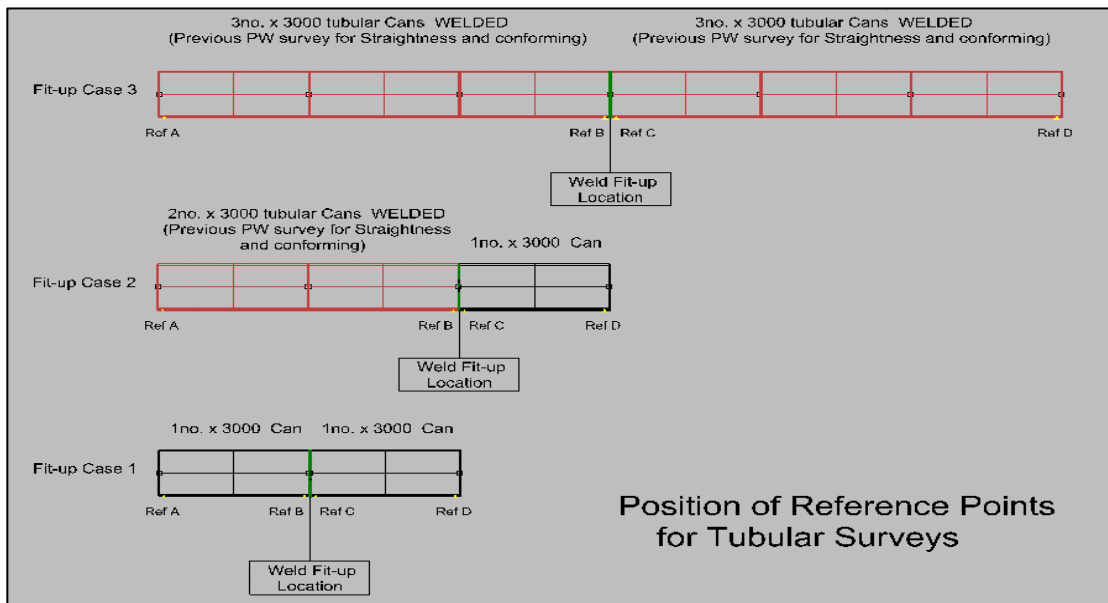 3no. x 3000 tubular Cans WELDED
(Previous PW survey for Straightness and conforming)
3no. x 3000 tubular Cans WELDED
(Previous PW survey for Straightness and conforming)
Fit-up Case 3
Ref A
Ref B
Ref C
Ref D
Weld Fit-up
Location
2no. x 3000 tubular Cans WELDED
(Previous PW survey for Straightness
and conforming)
1no. x 3000 Can
Fit-up Case 2
Ref A
Ref B
Ref C
Ref D
Weld Fit-up
Location
1no. x 3000 Can
1no. x 3000 Can
Fit-up Case 1
Ref A
Ref B
Ref C
Ref D
Weld Fit-up
Location
Position of Reference Points
for Tubular Surveys